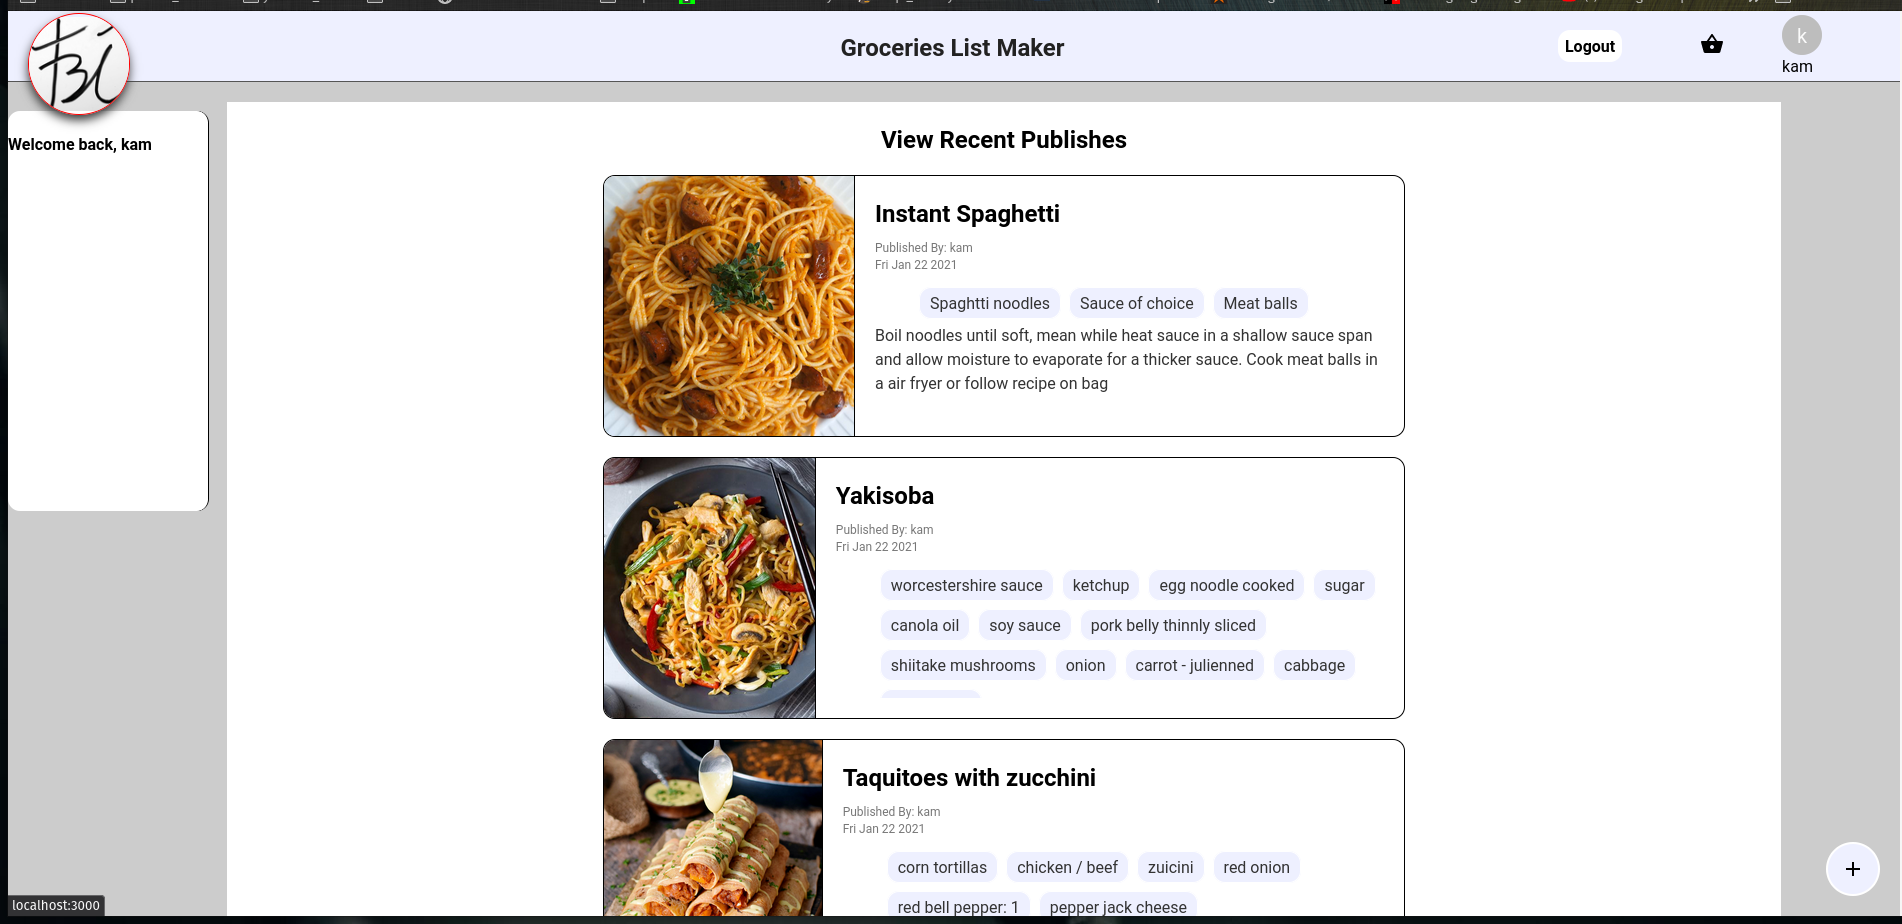 Groceries List Maker
Logout
k
kam
Welcome back, kam
View Recent Publishes
Instant Spaghetti
Published By: kam
Fri Jan 22 2021
Spaghtti noodles Sauce of choice Meat balls
Boil noodles until soft, mean while heat sauce in a shallow sauce span
and allow moisture to evaporate for a thicker sauce. Cook meat balls in
a air fryer or follow recipe on bag
Yakisoba
Published By: kam
Fri Jan 22 2021
worcestershire sauce ketchup egg noodle cooked sugar
canola oil soy sauce pork belly thinnly sliced
shiitake mushrooms onion carrot - julienned cabbage
Taquitoes with zucchini
Published By: kam
Fri Jan 22 2021
corn tortillas chicken / beef zuicini red onion
red bell pepper: 1 pepper jack cheese
+
localhost:3000